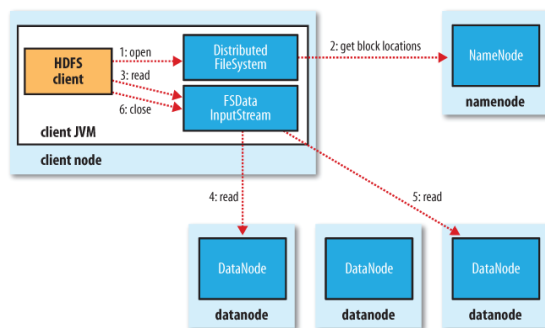 HDFS
client
1: open
3: read
6: close
Distributed
FileSystem
FSData
InputStream
2: get block locations
NameNode
namenode
client JVM
client node
4: read
5: read
DataNode
DataNode
DataNode
datanode
datanode
datanode